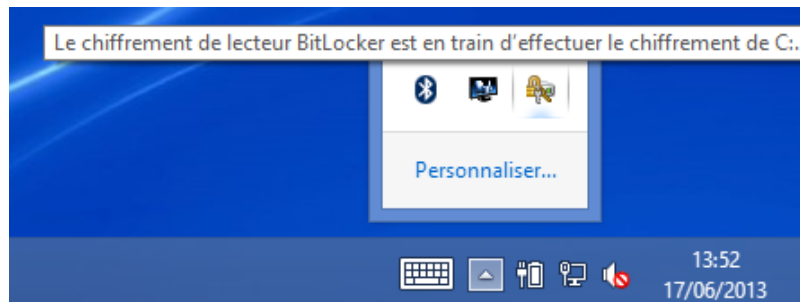 Le chiffrement de lecteur BitLocker est en train d'effectuer le chiffrement de C:.
Personnaliser...
13:52
17/06/2013